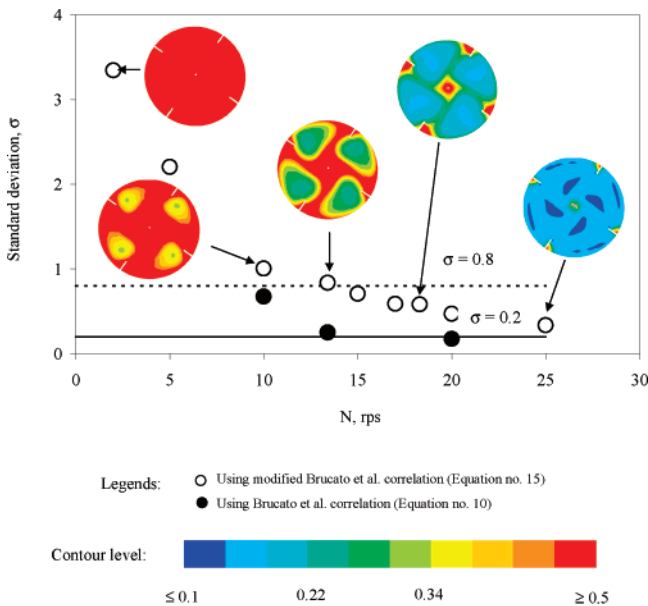 4
3
2
1
0
Standard deviation, σ
σ = 0.8
σ = 0.2
0 5 10 15 20 25 30
N, rps
Legends:
Using modified Brucato et al. correlation (Equation no. 15)
Using Brucato et al. correlation (Equation no. 10)
Contour level:
≤ 0.1 0.22 0.34 ≥ 0.5